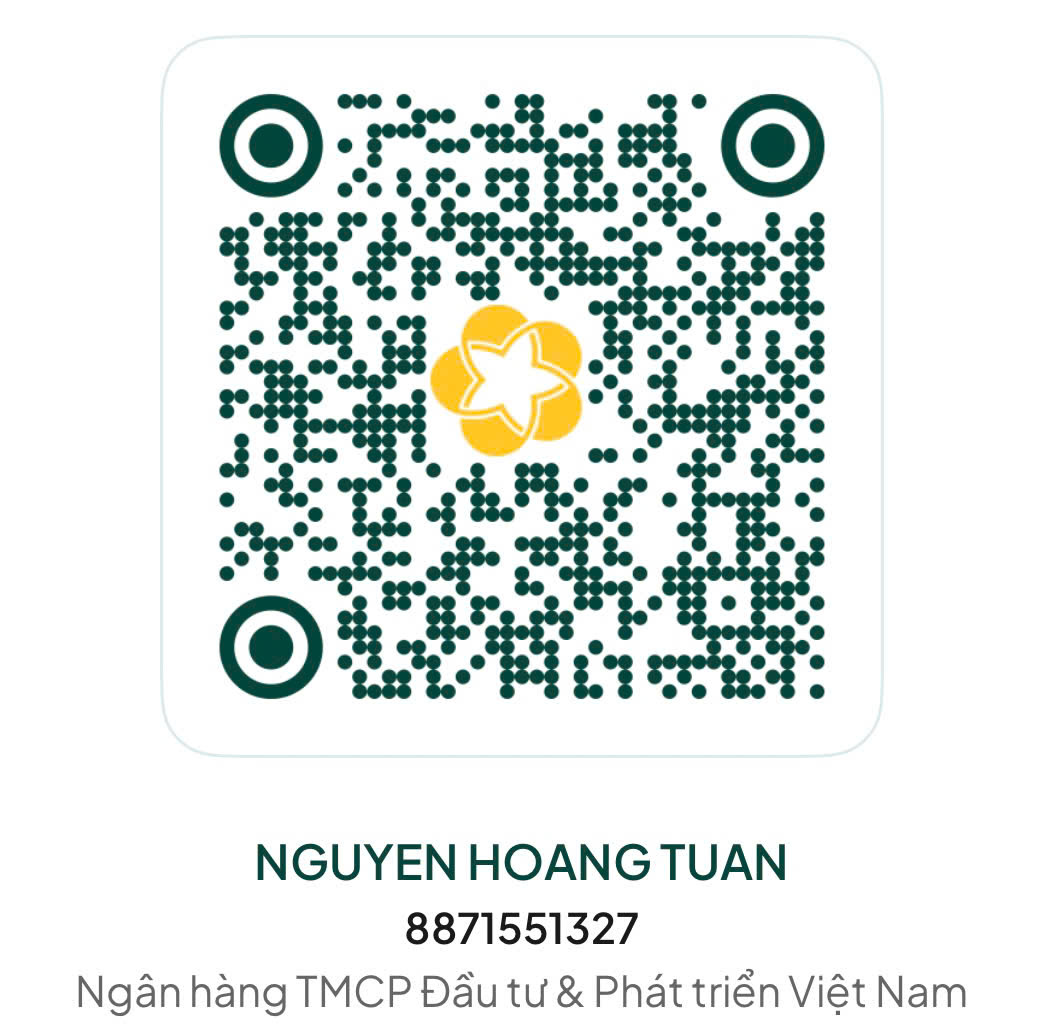 NGUYEN HOANG TUAN
8871551327
Ngân hàng TMCP Đầu tư & Phát triển Việt Nam